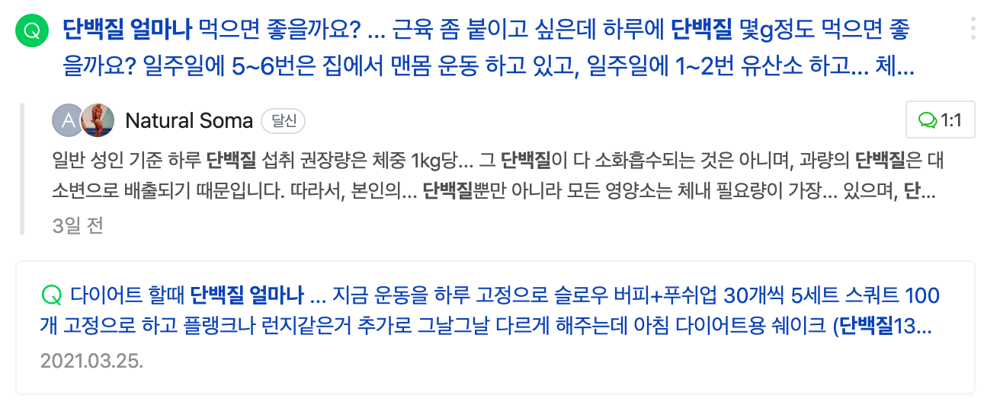 단백질 얼마나 먹으면 좋을까요? ... 근육 좀 붙이고 싶은데 하루에 단백질 몇g정도 먹으면 좋
을까요? 일주일에 5~6번은 집에서 맨몸 운동 하고 있고, 일주일에 1~2번 유산소 하고... 체...
A Natural Soma 달신
1:1
일반 성인 기준 하루 단백질 섭취 권장량은 체중 1kg당... 그 단백질이 다 소화흡수되는 것은 아니며, 과량의 단백질은 대
소변으로 배출되기 때문입니다. 따라서, 본인의... 단백질뿐만 아니라 모든 영양소는 체내 필요량이 가장... 있으며, 단...
3일 전
다이어트 할때 단백질 얼마나 ... 지금 운동을 하루 고정으로 슬로우 버피+푸쉬업 30개씩 5세트 스쿼트 100
개 고정으로 하고 플랭크나 런지같은거 추가로 그날그날 다르게 해주는데 아침 다이어트용 쉐이크 (단백질13...
2021.03.25.